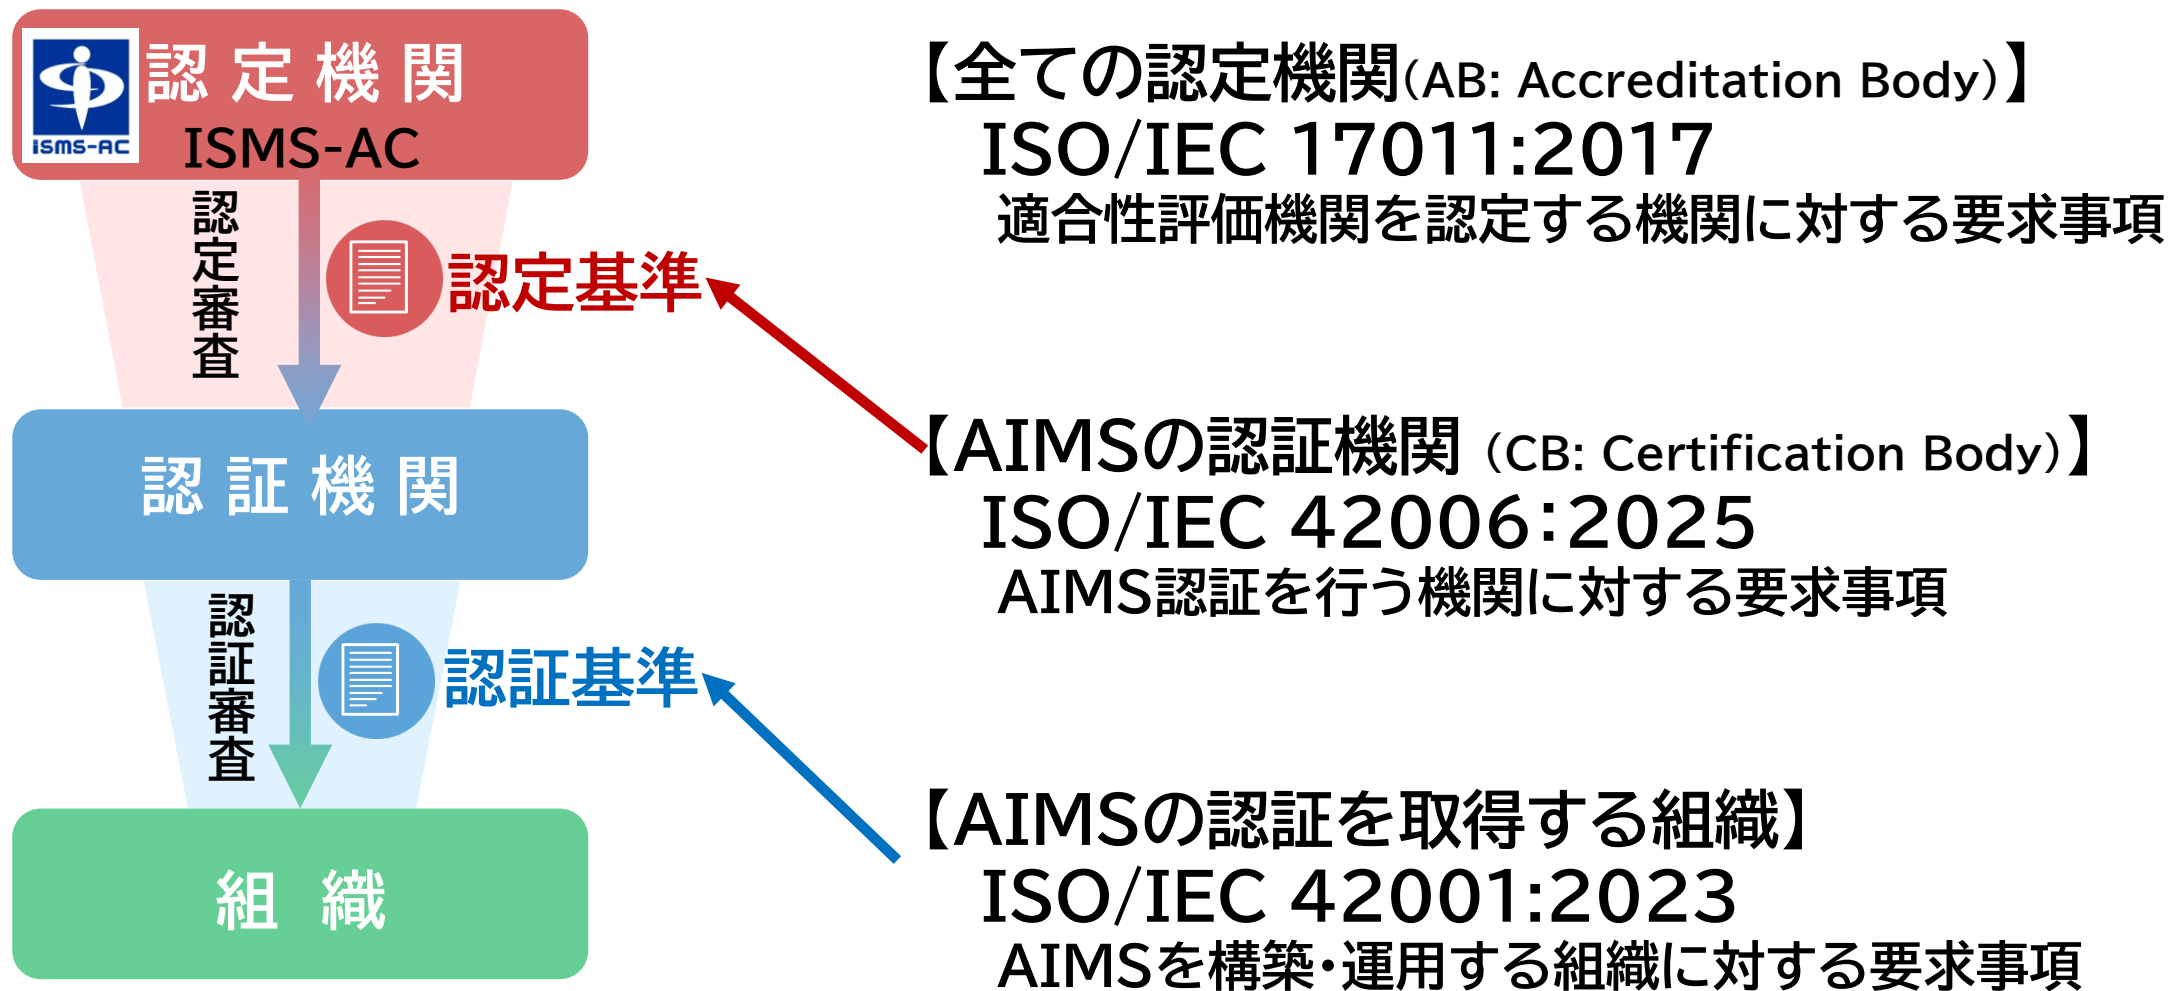 認定機関
iSMS-AC
ISMS-AC
認定審査
認定基準
認証機関
認証審査
認証基準
組織
【全ての認定機関(AB: Accreditation Body)】
ISO/IEC 17011:2017
適合性評価機関を認定する機関に対する要求事項
【AIMSの認証機関 (CB: Certification Body)】
ISO/IEC 42006:2025
AIMS認証を行う機関に対する要求事項
【AIMSの認証を取得する組織】
ISO/IEC 42001:2023
AIMSを構築・運用する組織に対する要求事項